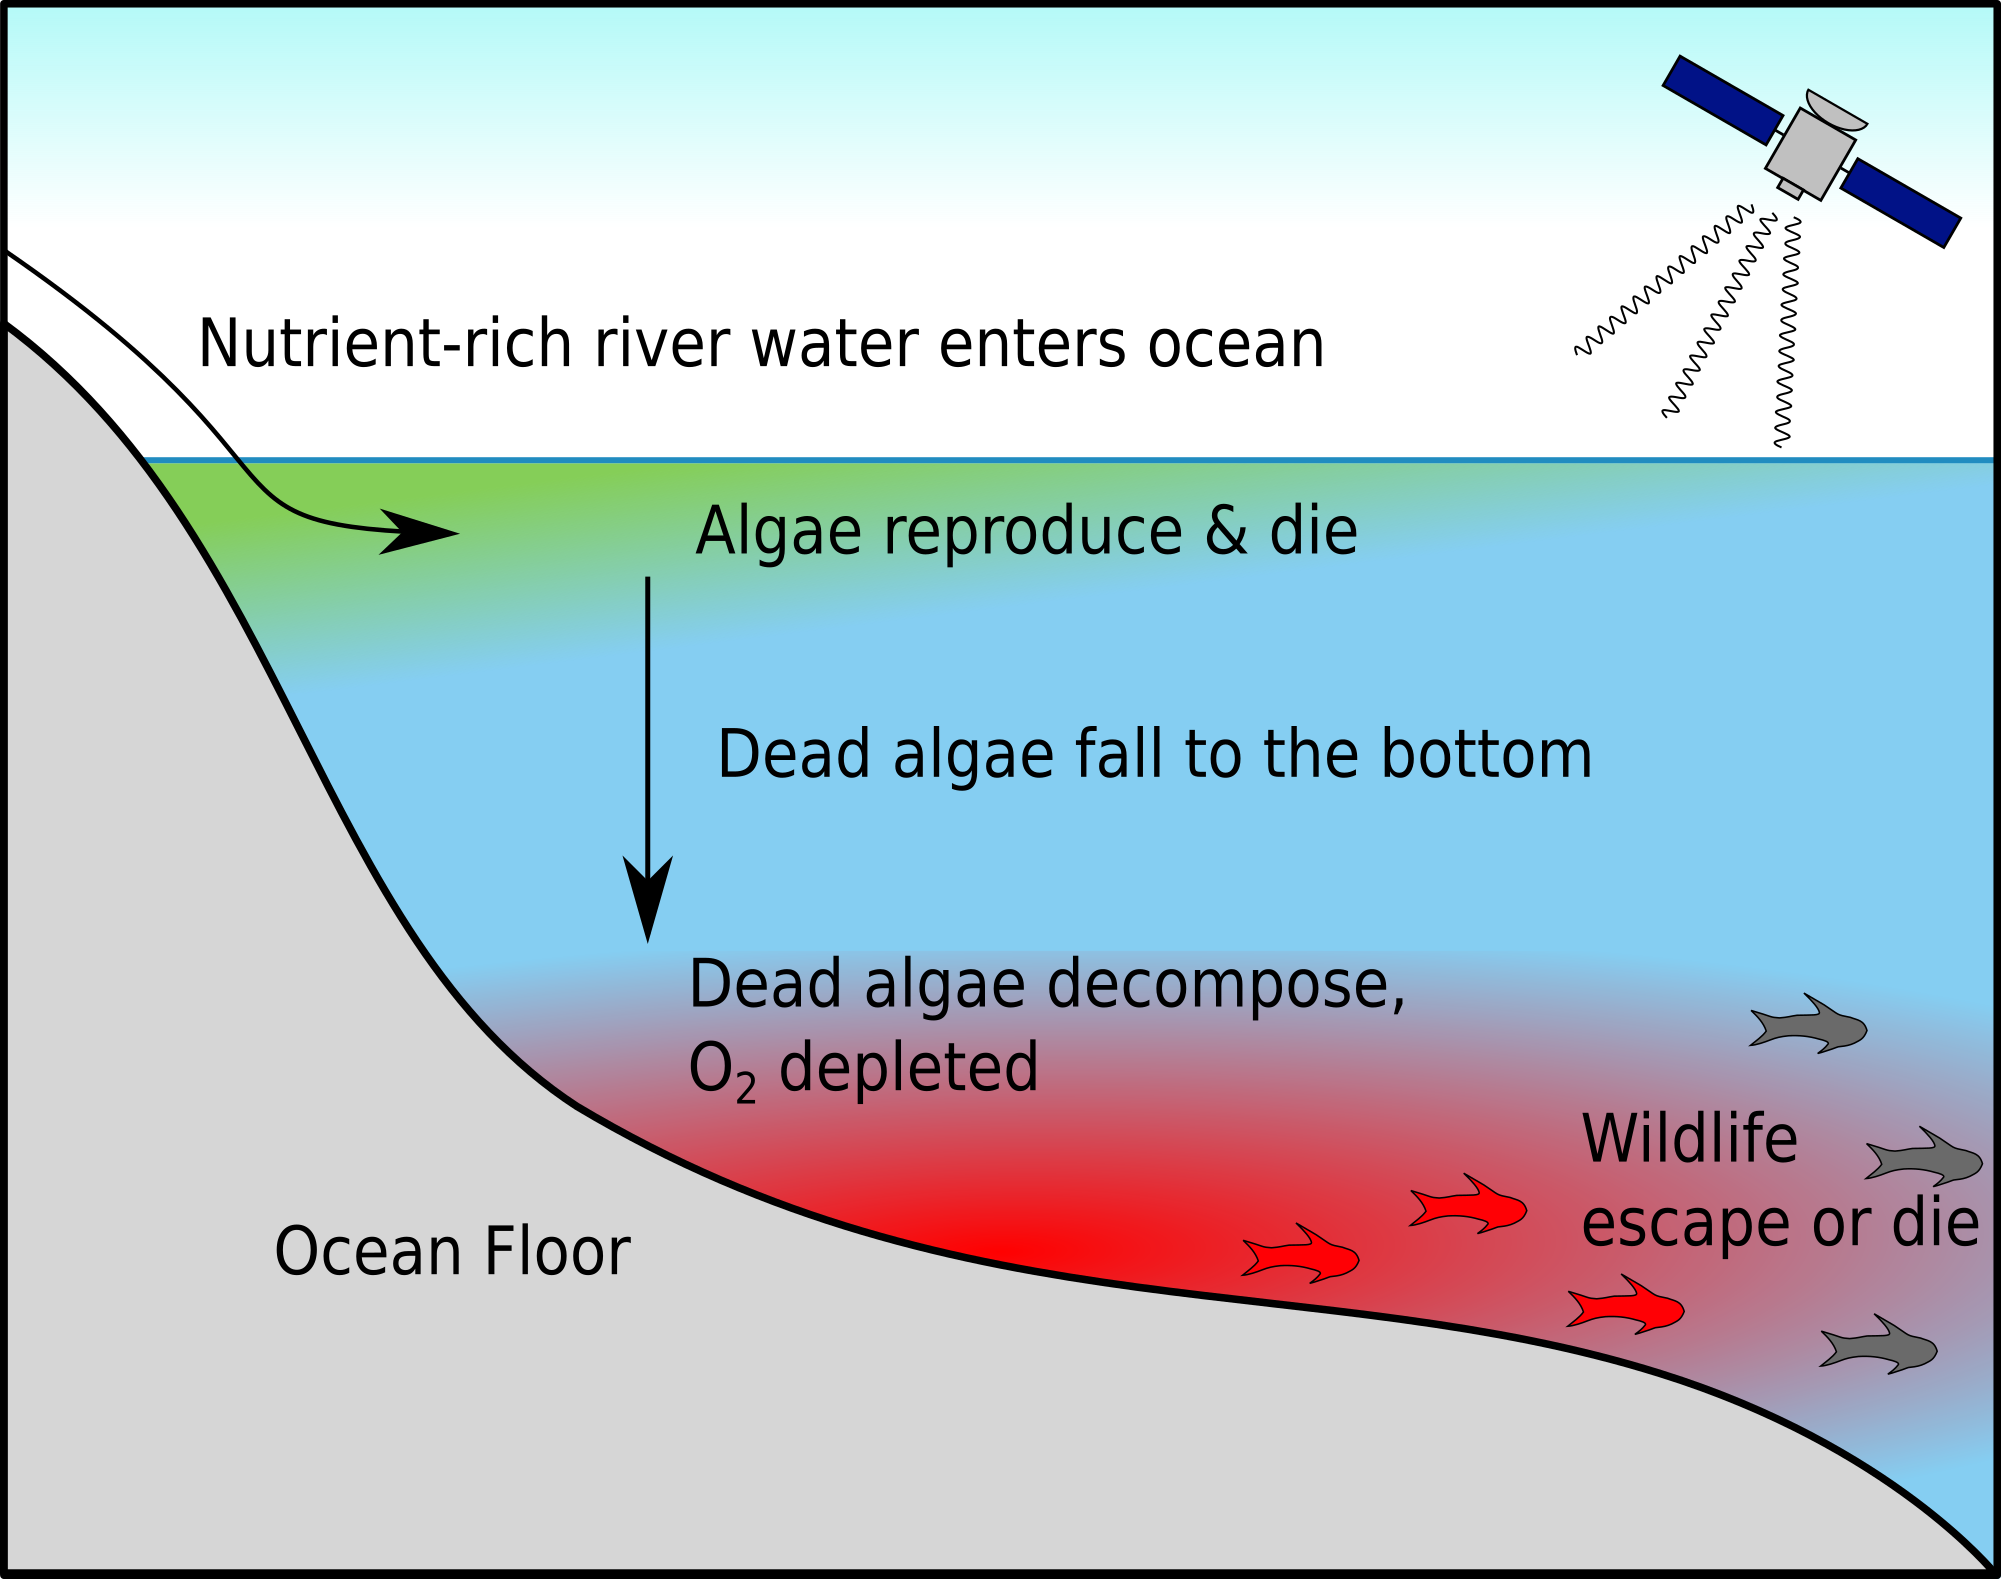 Nutrient-rich river water enters ocean
Algae reproduce & die
Dead algae fall to the bottom
Dead algae decompose,
O₂ depleted
Wildlife
escape or die
Ocean Floor